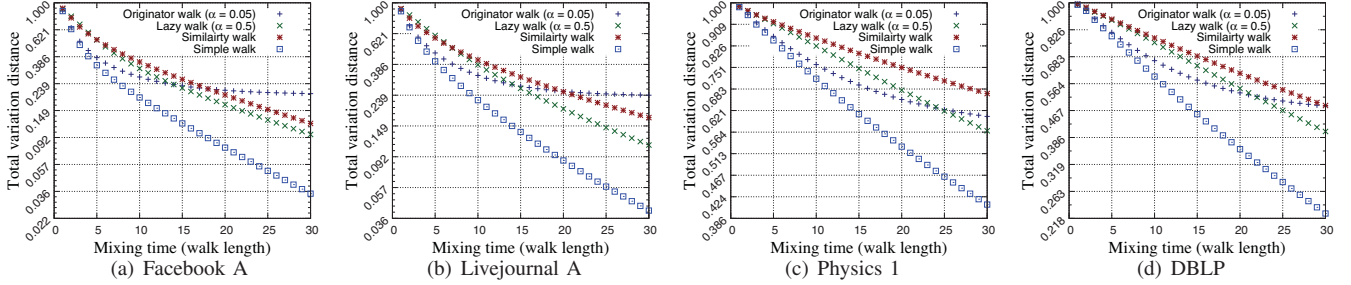 Total variation distance
1.000
0.621
0.386
0.239
0.149
0.092
0.057
0.036
0.022
Originator walk (α = 0.05)
Lazy walk (α = 0.5)
Similairty walk
Simple walk
0 5 10 15 20 25 30
Mixing time (walk length)
(a) Facebook A
Total variation distance
1.000
0.621
0.386
0.239
0.149
0.092
0.057
0.036
Originator walk (α = 0.05)
Lazy walk (α = 0.5)
Similairty walk
Simple walk
0 5 10 15 20 25 30
Mixing time (walk length)
(b) Livejournal A
Total variation distance
1.000
0.909
0.826
0.751
0.683
0.621
0.564
0.513
0.467
0.424
0.386
Originator walk (α = 0.05)
Lazy walk (α = 0.5)
Similairty walk
Simple walk
0 5 10 15 20 25 30
Mixing time (walk length)
(c) Physics 1
Total variation distance
1.000
0.826
0.683
0.564
0.467
0.386
0.319
0.263
0.218
Originator walk (α = 0.05)
Lazy walk (α = 0.5)
Similairty walk
Simple walk
0 5 10 15 20 25 30
Mixing time (walk length)
(d) DBLP